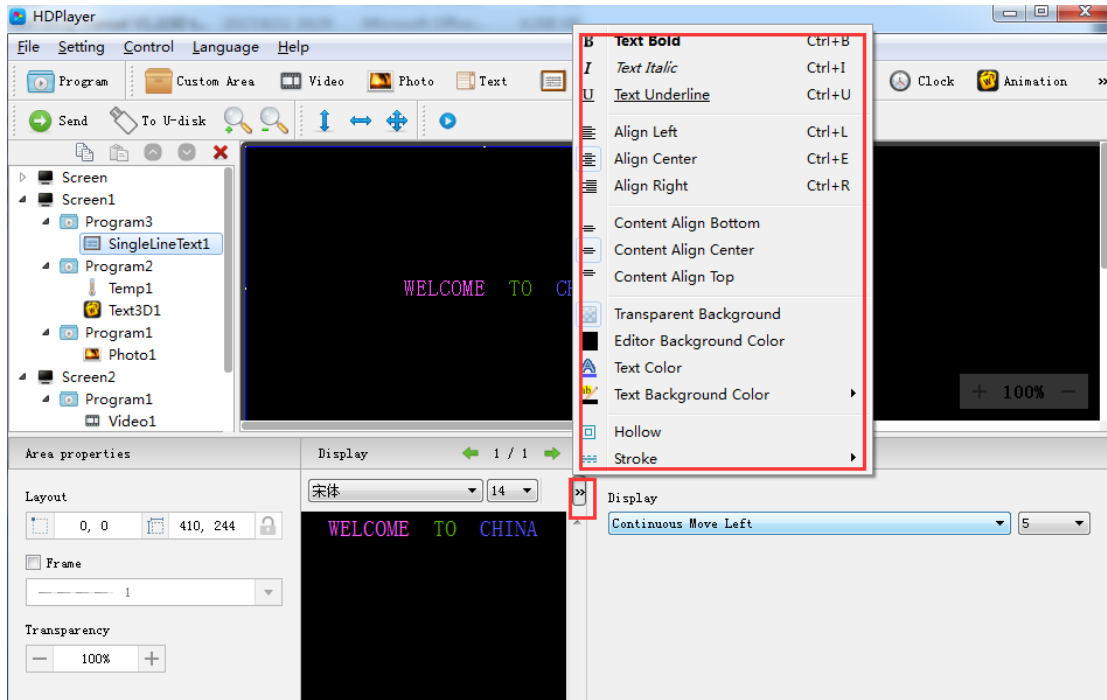 HDPlayer
File Setting Control Language Help
Program Custom Area Video Photo Text Clock Animation »
Send To U-disk
B Text Bold Ctrl+B
I Text Italic Ctrl+I
U Text Underline Ctrl+U
Align Left Ctrl+L
Align Center Ctrl+E
Align Right Ctrl+R
Content Align Bottom
Content Align Center
Content Align Top
Transparent Background
Editor Background Color
Text Color
Text Background Color
Hollow
Stroke
Screen
Screen1
Program3
SingleLineText1
Program2
Temp1
Text3D1
Program1
Photo1
Screen2
Program1
Video1
WELCOME TO CH
+ 100% −
Area properties
Layout
0, 0 410, 244
Frame
1
Transparency
— 100% +
Display 1 / 1
宋体 14 »
WELCOME TO CHINA
Display
Continuous Move Left 5